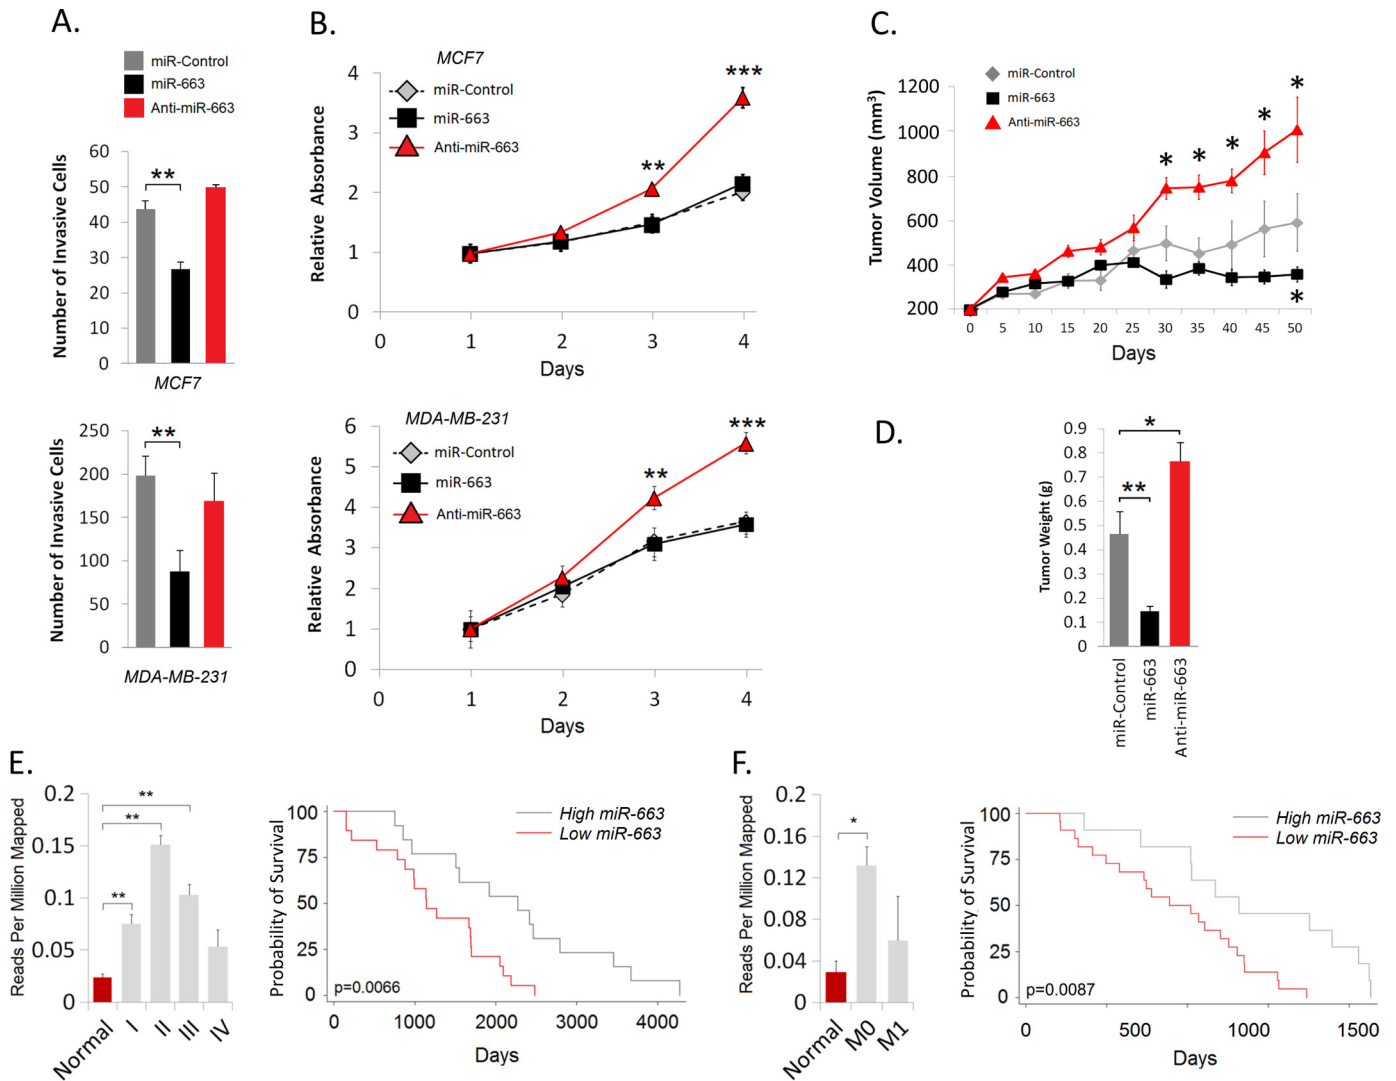 A.
miR-Control
miR-663
Anti-miR-663
Number of Invasive Cells
60
50
40
30
20
10
0
**
MCF7
Number of Invasive Cells
250
200
150
100
50
0
**
MDA-MB-231
B.
MCF7
miR-Control
miR-663
Anti-miR-663
Relative Absorbance
4
3
2
1
0
**
***
0 1 2 3 4
Days
MDA-MB-231
miR-Control
miR-663
Anti-miR-663
Relative Absorbance
6
5
4
3
2
1
0
**
***
0 1 2 3 4
Days
C.
miR-Control
miR-663
Anti-miR-663
Tumor Volume (mm³)
1200
1000
800
600
400
200
* * * * *
*
0 5 10 15 20 25 30 35 40 45 50
Days
D.
Tumor Weight (g)
0.9
0.8
0.7
0.6
0.5
0.4
0.3
0.2
0.1
0
*
**
miR-Control
miR-663
Anti-miR-663
E.
Reads Per Million Mapped
0.2
0.15
0.1
0.05
0
**
**
**
Normal I II III IV
Probability of Survival
100
75
50
25
0
High miR-663
Low miR-663
p=0.0066
0 1000 2000 3000 4000
Days
F.
Reads Per Million Mapped
0.2
0.16
0.12
0.08
0.04
0
*
Normal M0 M1
Probability of Survival
100
75
50
25
0
High miR-663
Low miR-663
p=0.0087
0 500 1000 1500
Days